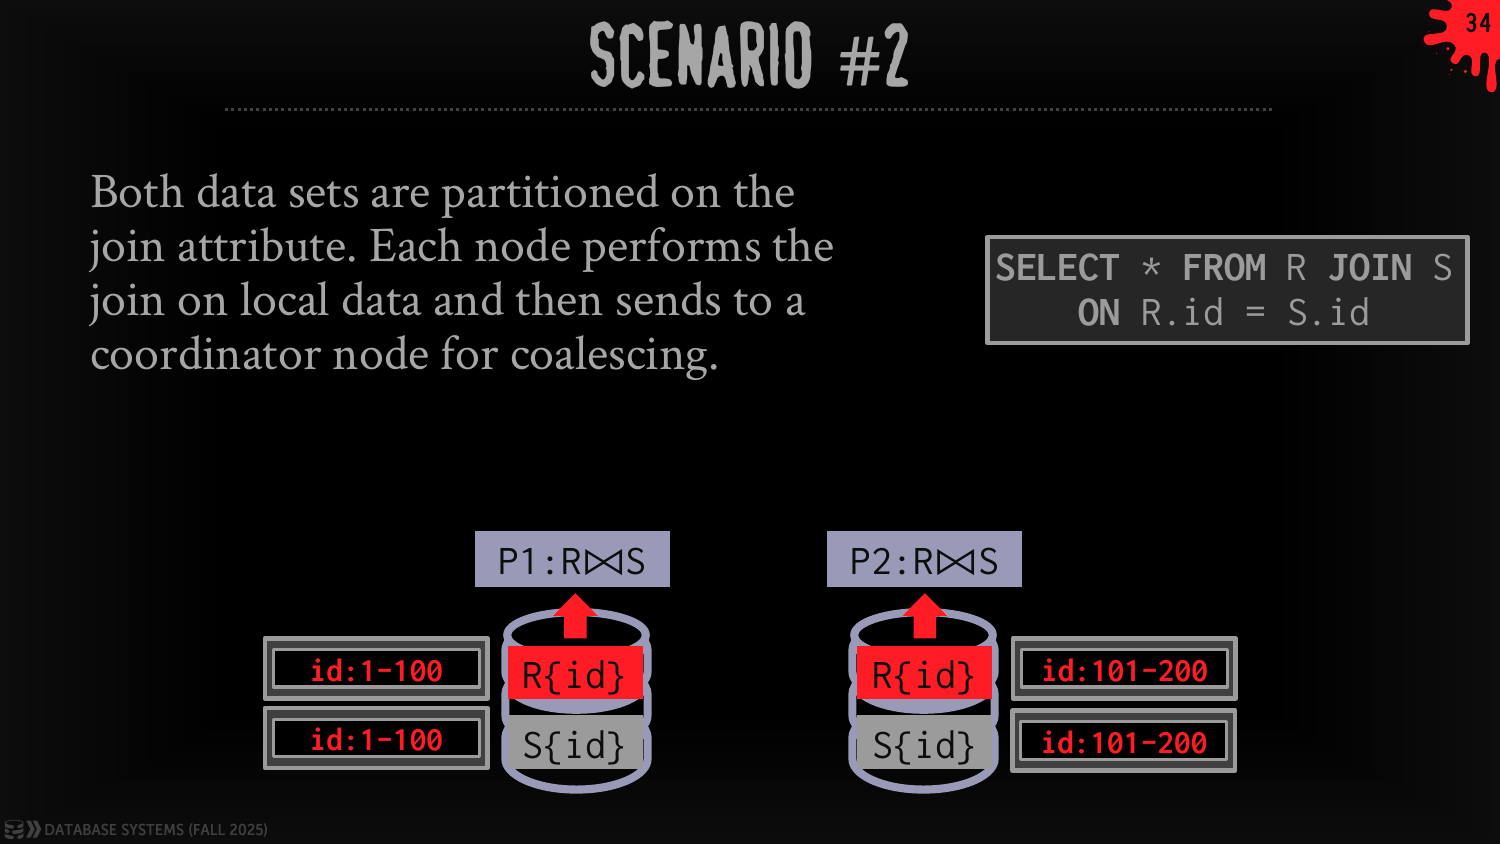 SCENARIO #2
34
Both data sets are partitioned on the
join attribute. Each node performs the
join on local data and then sends to a
coordinator node for coalescing.
SELECT * FROM R JOIN S
ON R.id = S.id
P1:R⋈S
P2:R⋈S
id:1-100
R{id}
R{id}
id:101-200
id:1-100
S{id}
S{id}
id:101-200
DATABASE SYSTEMS (FALL 2025)